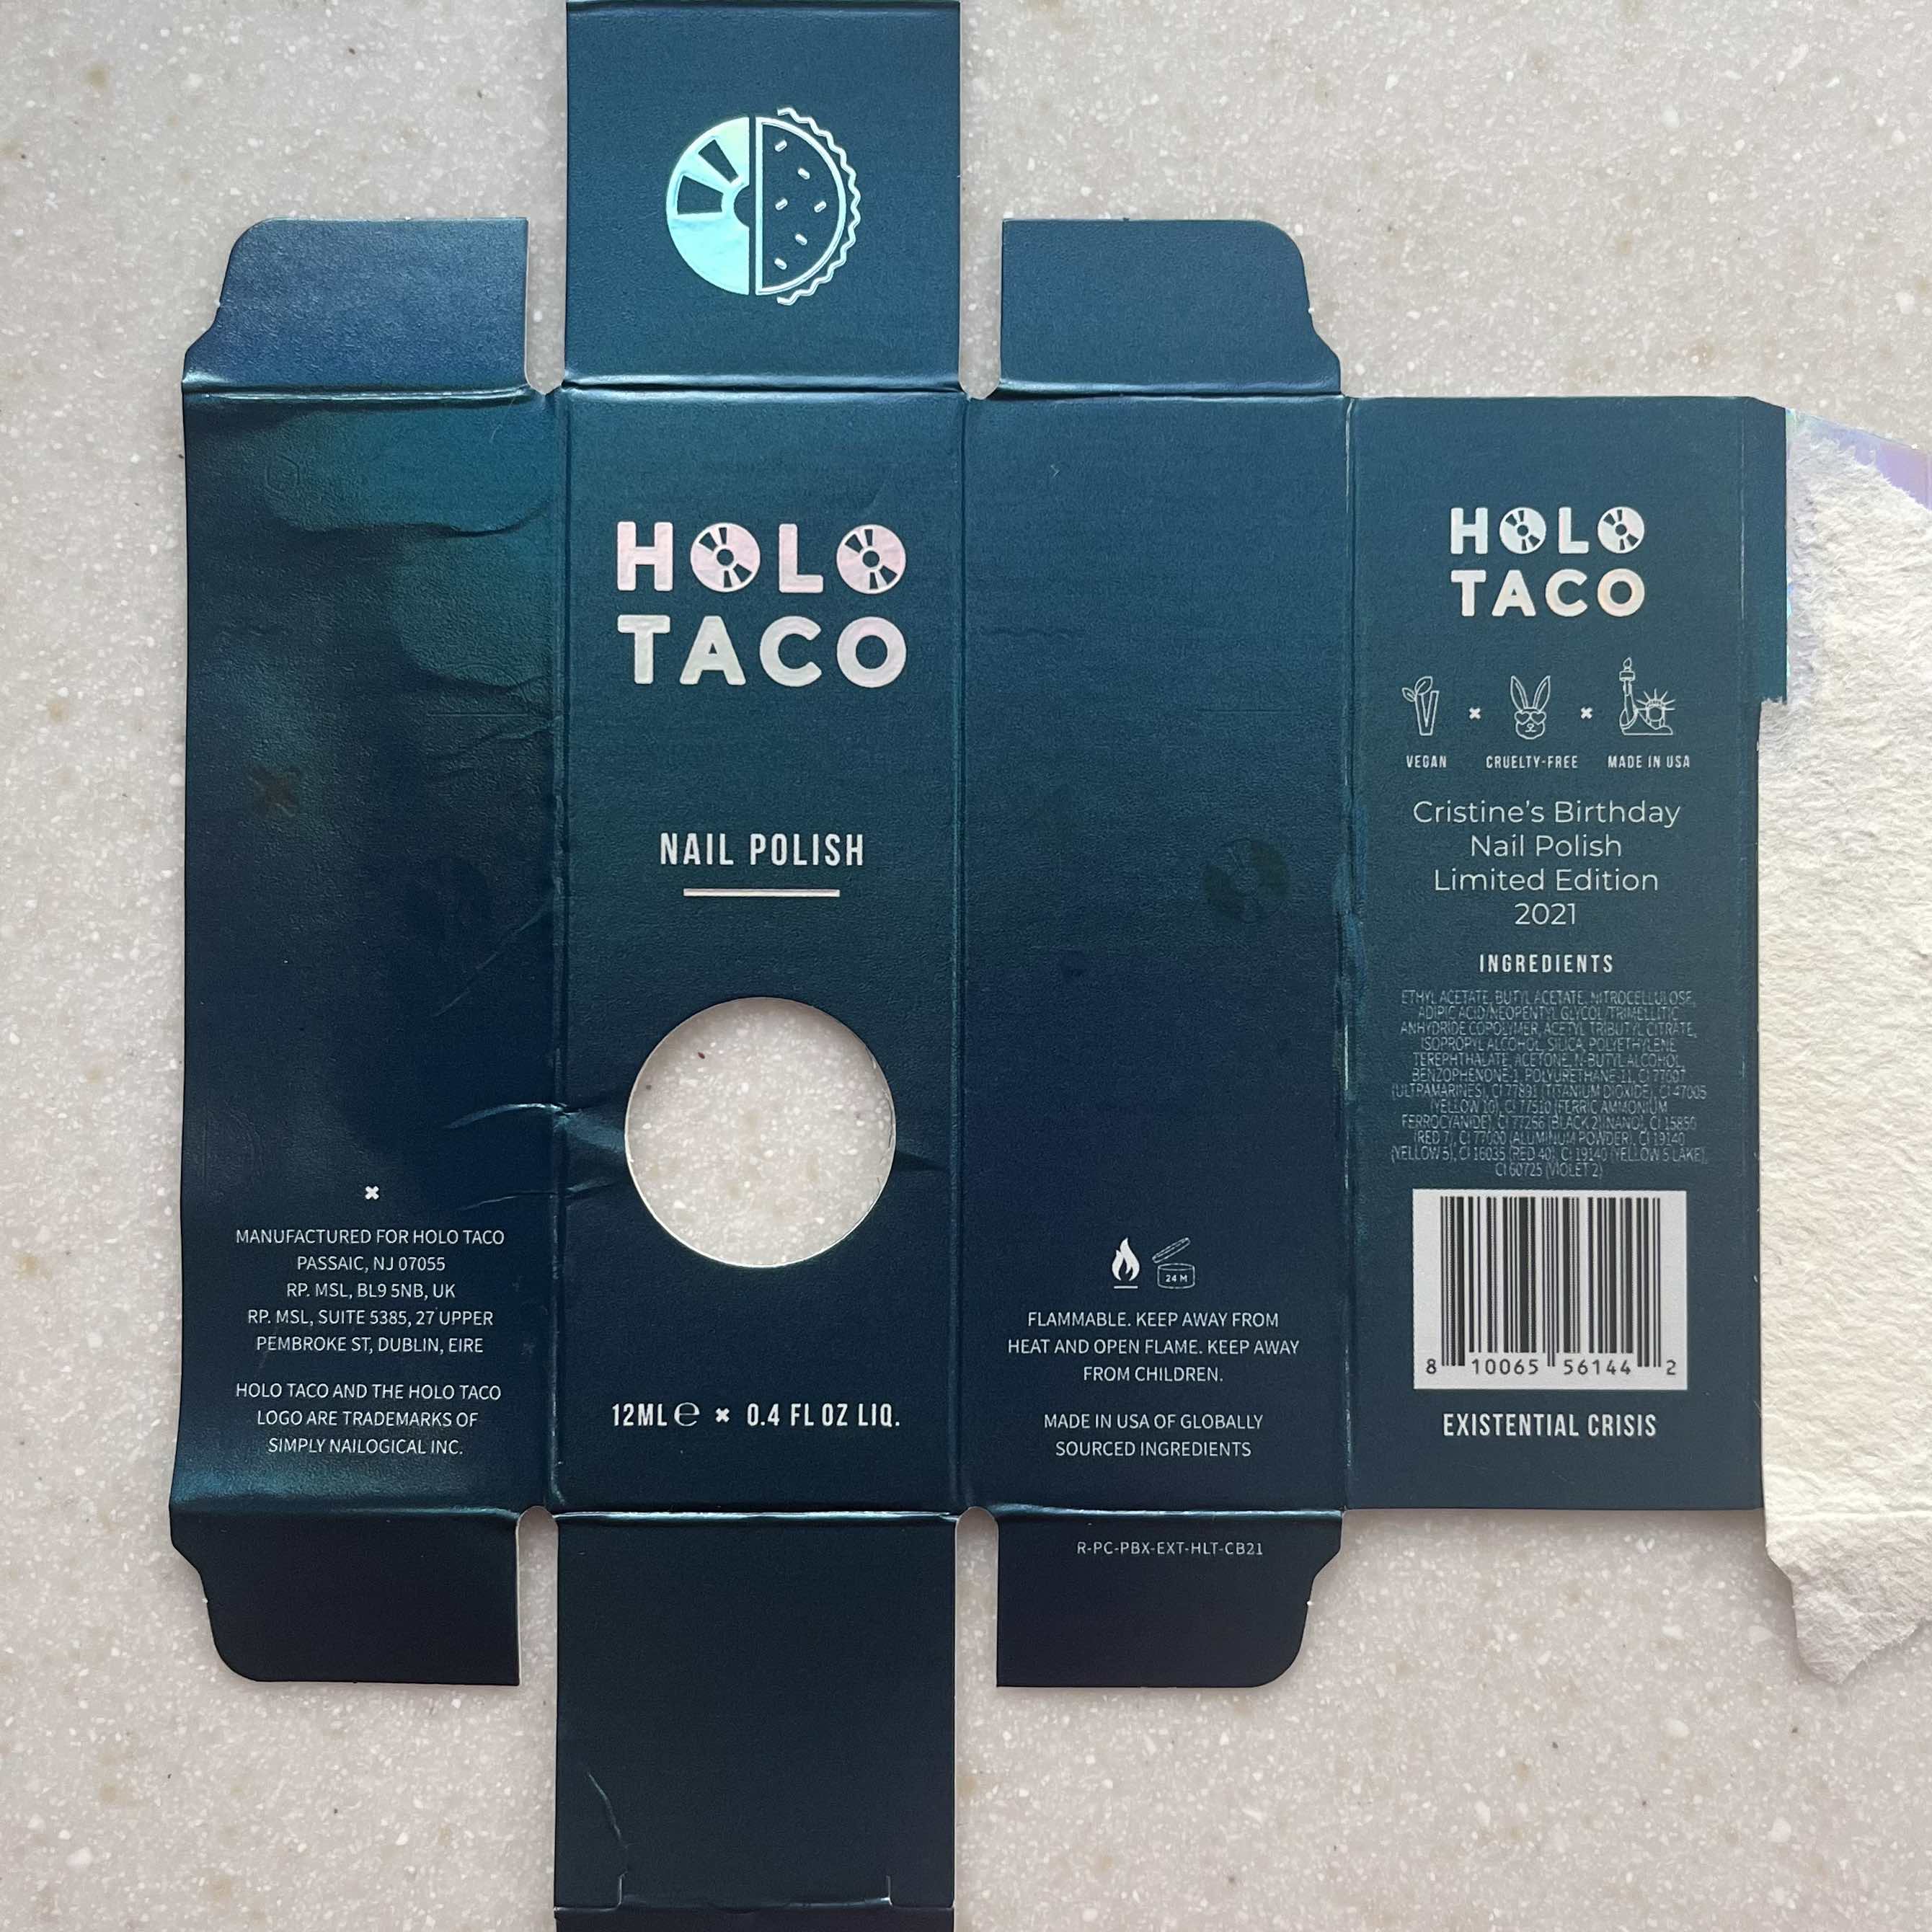 HOLO
TACO
NAIL POLISH
12ML ℮ × 0.4 FL OZ LIQ.
×
MANUFACTURED FOR HOLO TACO
PASSAIC, NJ 07055
RP. MSL, BL9 5NB, UK
RP. MSL, SUITE 5385, 27 UPPER
PEMBROKE ST, DUBLIN, EIRE
HOLO TACO AND THE HOLO TACO
LOGO ARE TRADEMARKS OF
SIMPLY NAILOGICAL INC.
24 M
FLAMMABLE. KEEP AWAY FROM
HEAT AND OPEN FLAME. KEEP AWAY
FROM CHILDREN.
MADE IN USA OF GLOBALLY
SOURCED INGREDIENTS
R-PC-PBX-EXT-HLT-CB21
HOLO
TACO
V × × 
VEGAN CRUELTY-FREE MADE IN USA
Cristine's Birthday
Nail Polish
Limited Edition
2021
INGREDIENTS
ETHYL ACETATE, BUTYL ACETATE, NITROCELLULOSE,
ADIPIC ACID/NEOPENTYL GLYCOL/TRIMELLITIC
ANHYDRIDE COPOLYMER, ACETYL TRIBUTYL CITRATE,
ISOPROPYL ALCOHOL, SILICA, POLYETHYLENE
TEREPHTHALATE, ACETONE, N-BUTYL ALCOHOL,
BENZOPHENONE-1, POLYURETHANE-11, CI 77007
(ULTRAMARINES), CI 77891 (TITANIUM DIOXIDE), CI 47005
(YELLOW 10), CI 77510 (FERRIC AMMONIUM
FERROCYANIDE), CI 77266 (BLACK 2)[NANO], CI 15850
(RED 7), CI 77000 (ALUMINUM POWDER), CI 19140
(YELLOW 5), CI 16035 (RED 40), CI 19140 (YELLOW 5 LAKE),
CI 60725 (VIOLET 2)
8 10065 56144 2
EXISTENTIAL CRISIS